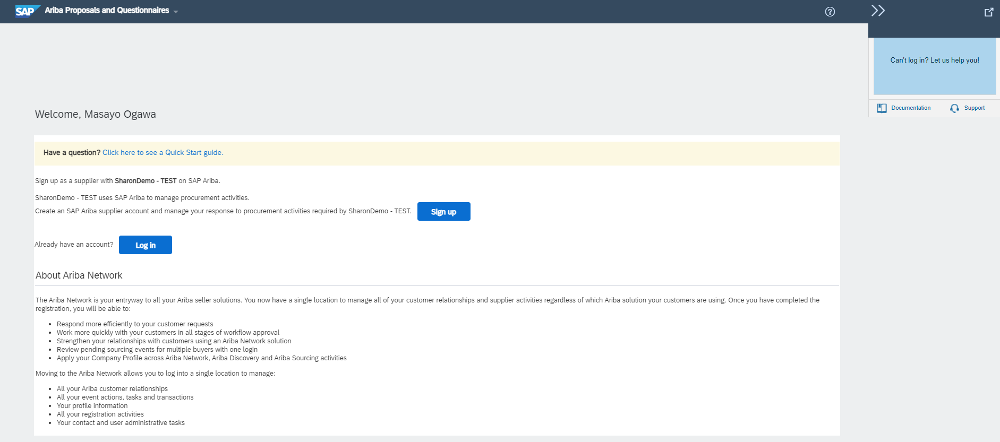 SAP Ariba Proposals and Questionnaires
Can't log in? Let us help you!
Documentation Support
Welcome, Masayo Ogawa
Have a question? Click here to see a Quick Start guide.
Sign up as a supplier with SharonDemo - TEST on SAP Ariba.
SharonDemo - TEST uses SAP Ariba to manage procurement activities.
Create an SAP Ariba supplier account and manage your response to procurement activities required by SharonDemo - TEST. Sign up
Already have an account? Log in
About Ariba Network
The Ariba Network is your entryway to all your Ariba seller solutions. You now have a single location to manage all of your customer relationships and supplier activities regardless of which Ariba solution your customers are using. Once you have completed the
registration, you will be able to:
• Respond more efficiently to your customer requests
• Work more quickly with your customers in all stages of workflow approval
• Strengthen your relationships with customers using an Ariba Network solution
• Review pending sourcing events for multiple buyers with one login
• Apply your Company Profile across Ariba Network, Ariba Discovery and Ariba Sourcing activities
Moving to the Ariba Network allows you to log into a single location to manage:
• All your Ariba customer relationships
• All your event actions, tasks and transactions
• Your profile information
• All your registration activities
• Your contact and user administrative tasks